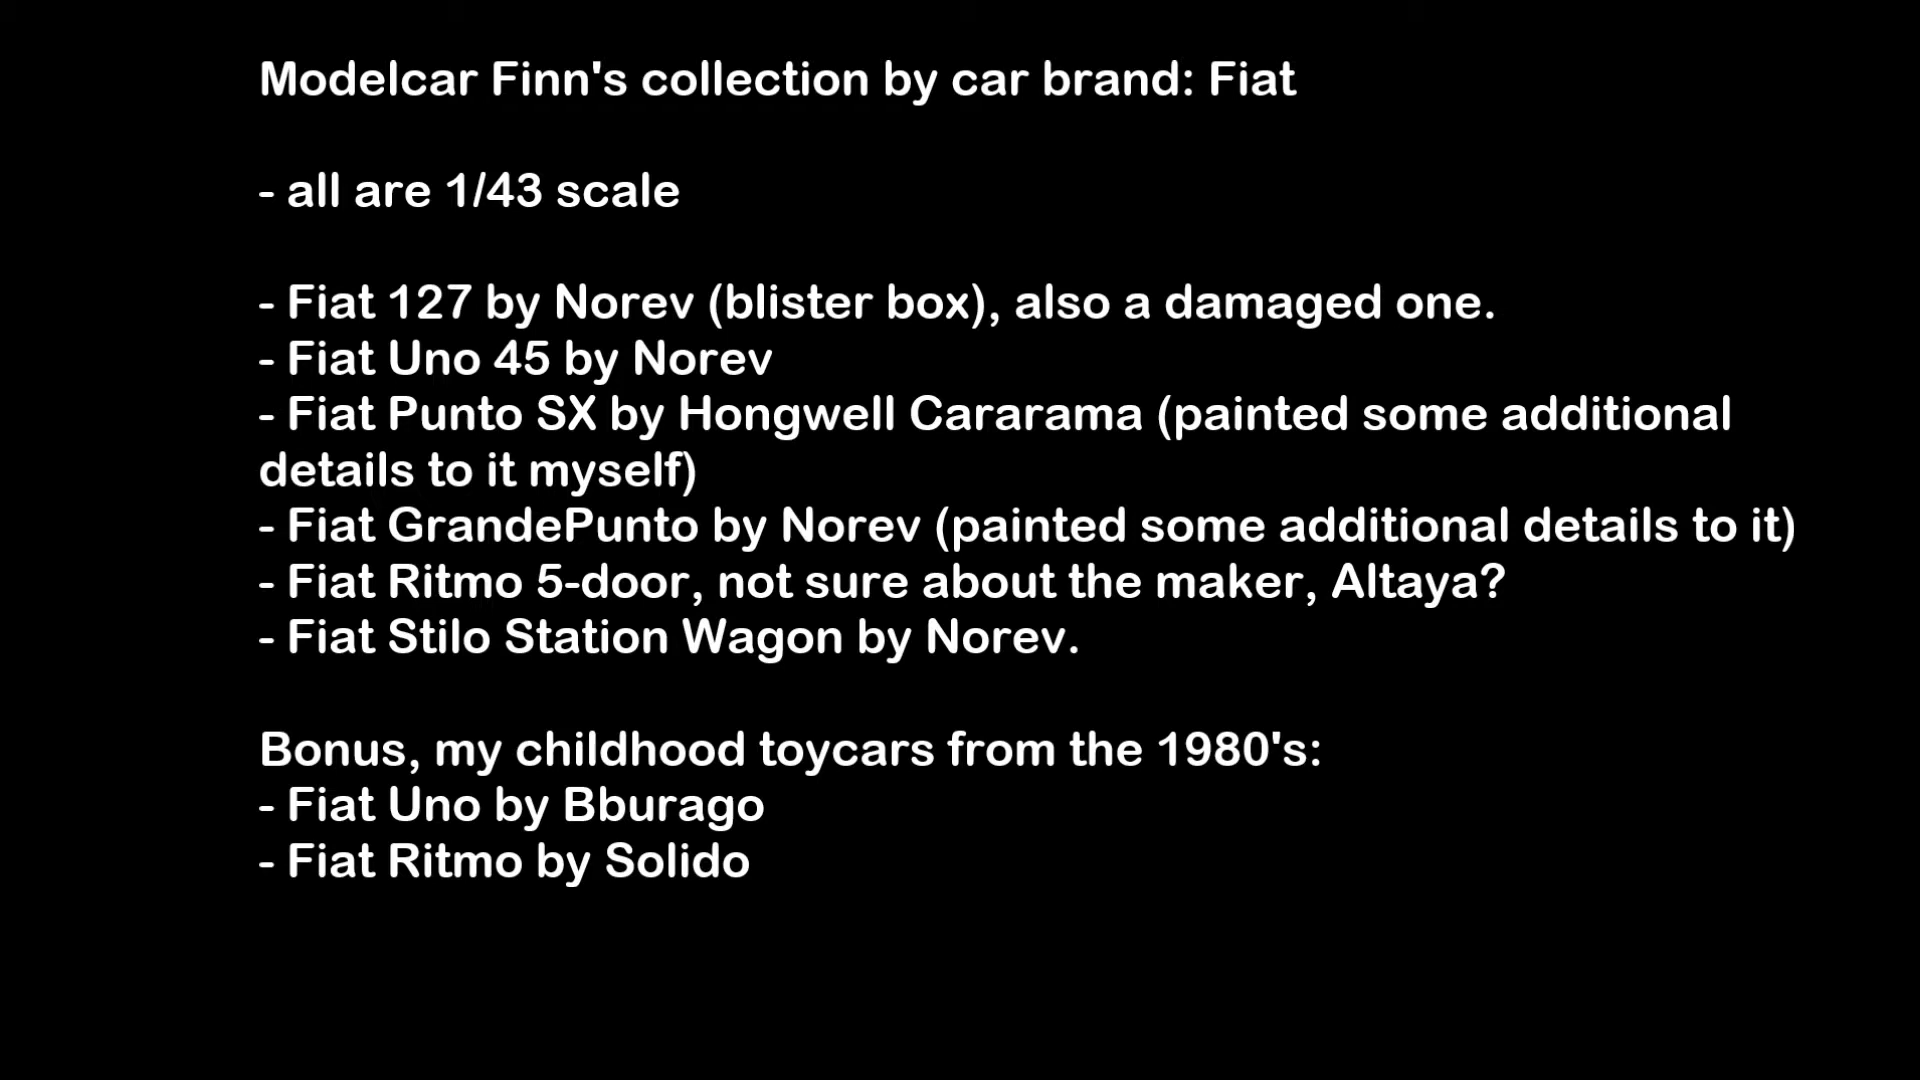 Modelcar Finn's collection by car brand: Fiat
- all are 1/43 scale
- Fiat 127 by Norev (blister box), also a damaged one.
- Fiat Uno 45 by Norev
- Fiat Punto SX by Hongwell Cararama (painted some additional
details to it myself)
- Fiat GrandePunto by Norev (painted some additional details to it)
- Fiat Ritmo 5-door, not sure about the maker, Altaya?
- Fiat Stilo Station Wagon by Norev.
Bonus, my childhood toycars from the 1980's:
- Fiat Uno by Bburago
- Fiat Ritmo by Solido